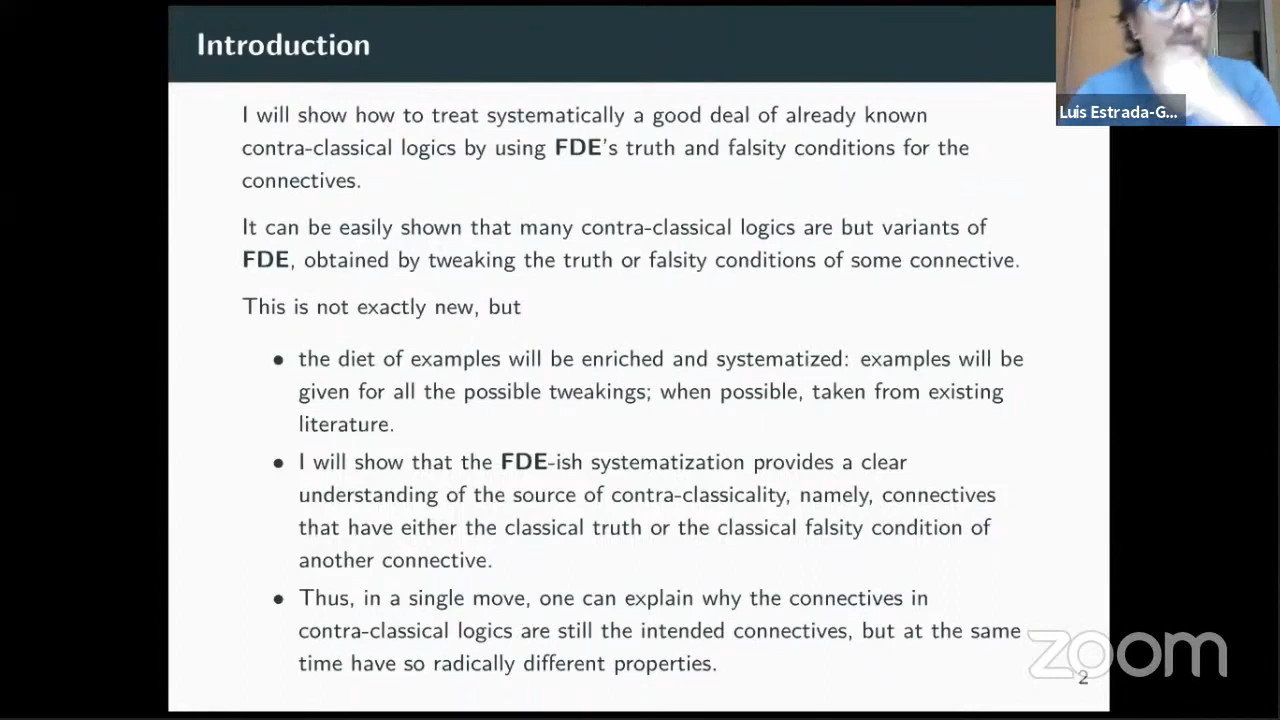 Introduction
I will show how to treat systematically a good deal of already known
contra-classical logics by using FDE's truth and falsity conditions for the
connectives.
It can be easily shown that many contra-classical logics are but variants of
FDE, obtained by tweaking the truth or falsity conditions of some connective.
This is not exactly new, but
• the diet of examples will be enriched and systematized: examples will be
given for all the possible tweakings; when possible, taken from existing
literature.
• I will show that the FDE-ish systematization provides a clear
understanding of the source of contra-classicality, namely, connectives
that have either the classical truth or the classical falsity condition of
another connective.
• Thus, in a single move, one can explain why the connectives in
contra-classical logics are still the intended connectives, but at the same
time have so radically different properties.
2
Luis Estrada-G...
zoom